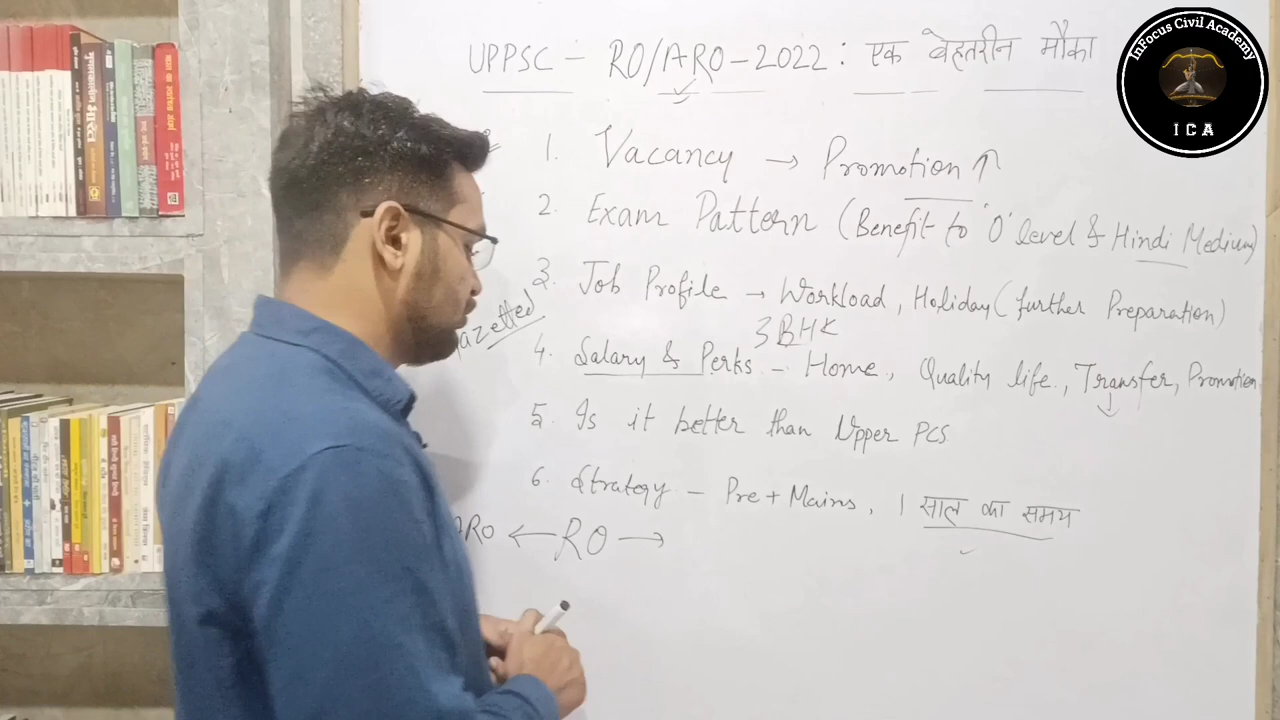 UPPSC - RO/ARO-2022 : एक बेहतरीन मौका
InFocus Civil Academy
ICA
1. Vacancy → Promotion ↑
2. Exam Pattern (Benefit to 'O' level & Hindi Medium)
3. Job Profile → Workload, Holiday (further Preparation)
3 BHK
4. Salary & Perks - Home, Quality life, Transfer, Promotion
5. Is it better than Upper PCS
6. Strategy - Pre + Mains, 1 साल का समय
ARO ← RO →